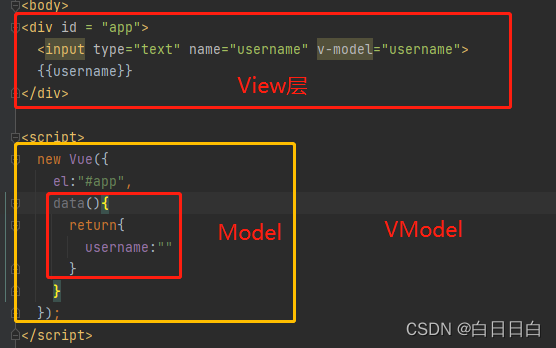 <body>
<div id = "app">
<input type="text" name="username" v-model="username">
{{username}}
View层
</div>
<script>
new Vue({
el:"#app",
data(){
return{
Model
VModel
username:""
}
}
});
</script>
CSDN @白日日白